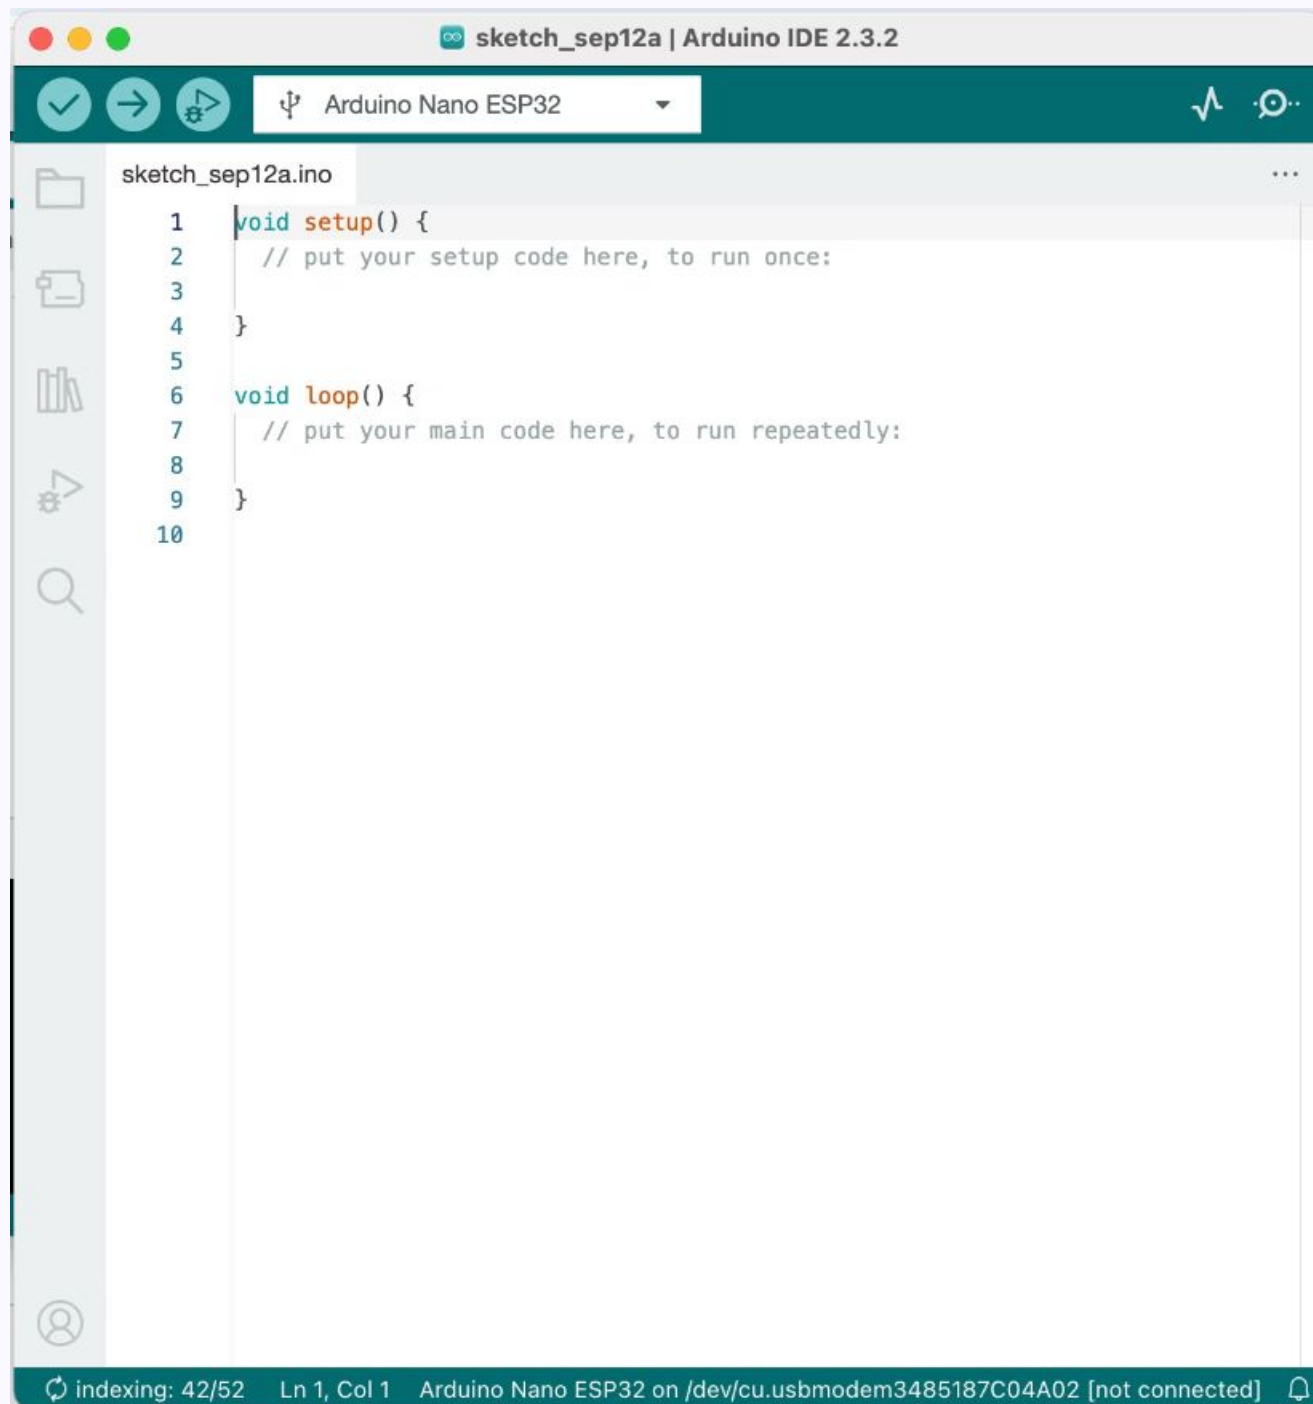 sketch_sep12a | Arduino IDE 2.3.2
Arduino Nano ESP32
sketch_sep12a.ino
1 void setup() {
2 // put your setup code here, to run once:
3
4 }
5
6 void loop() {
7 // put your main code here, to run repeatedly:
8
9 }
10
indexing: 42/52 Ln 1, Col 1 Arduino Nano ESP32 on /dev/cu.usbmodem3485187C04A02 [not connected]